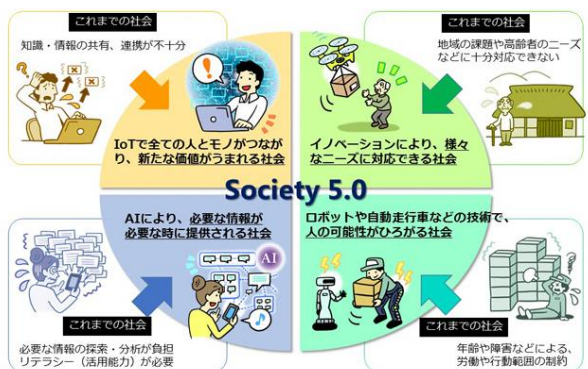 これまでの社会
知識・情報の共有、連携が不十分
IoTで全ての人とモノがつなが
り、新たな価値がうまれる社会
これまでの社会
地域の課題や高齢者のニーズ
などに十分対応できない
イノベーションにより、様々
なニーズに対応できる社会
Society 5.0
AIにより、必要な情報が
必要な時に提供される社会
AI
これまでの社会
必要な情報の探索・分析が負担
リテラシー（活用能力）が必要
ロボットや自動走行車などの技術で、
人の可能性がひろがる社会
これまでの社会
年齢や障害などによる、
労働や行動範囲の制約